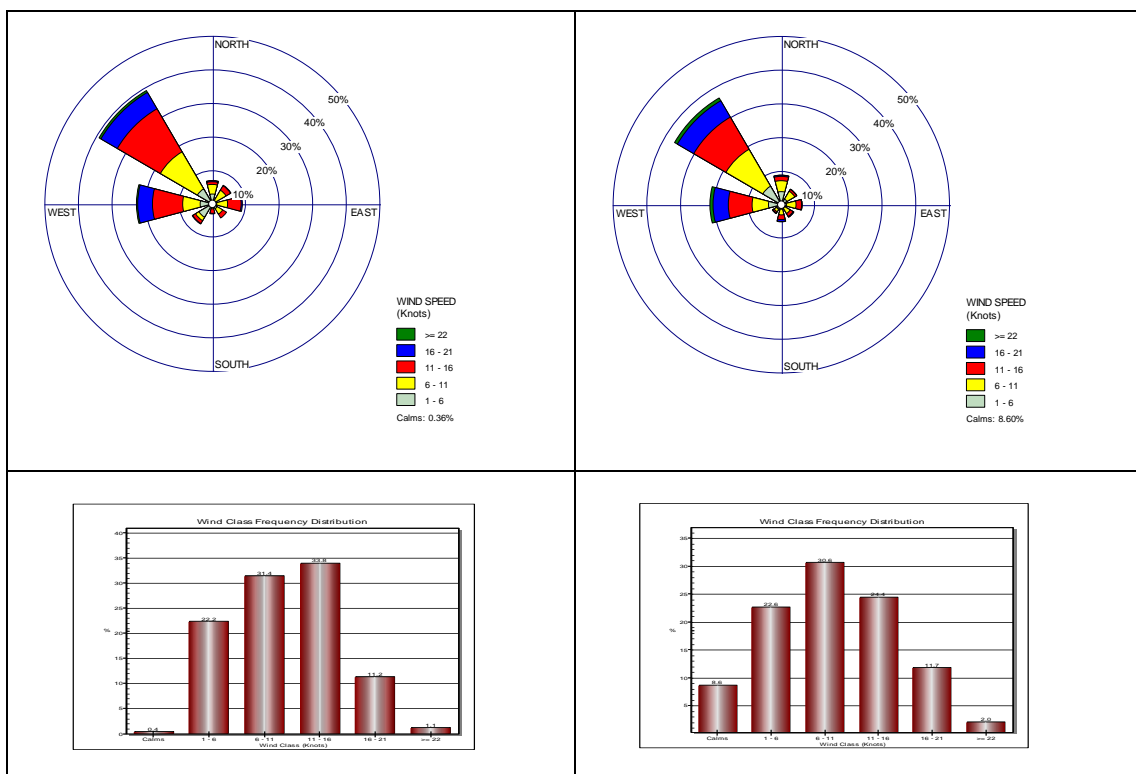 NORTH
50%
40%
30%
20%
10%
WEST
EAST
SOUTH
WIND SPEED
(Knots)
>= 22
16 - 21
11 - 16
6 - 11
1 - 6
Calms: 0.36%
NORTH
50%
40%
30%
20%
10%
WEST
EAST
SOUTH
WIND SPEED
(Knots)
>= 22
16 - 21
11 - 16
6 - 11
1 - 6
Calms: 8.60%
Wind Class Frequency Distribution
%
40
35
30
25
20
15
10
5
0
0.4
22.2
31.4
33.8
11.2
1.1
Calms
1 - 6
6 - 11
11 - 16
16 - 21
>= 22
Wind Class (Knots)
Wind Class Frequency Distribution
%
35
30
25
20
15
10
5
8.6
22.6
30.6
24.4
11.7
2.0
Calms
1 - 6
6 - 11
11 - 16
16 - 21
>= 22
Wind Class (Knots)